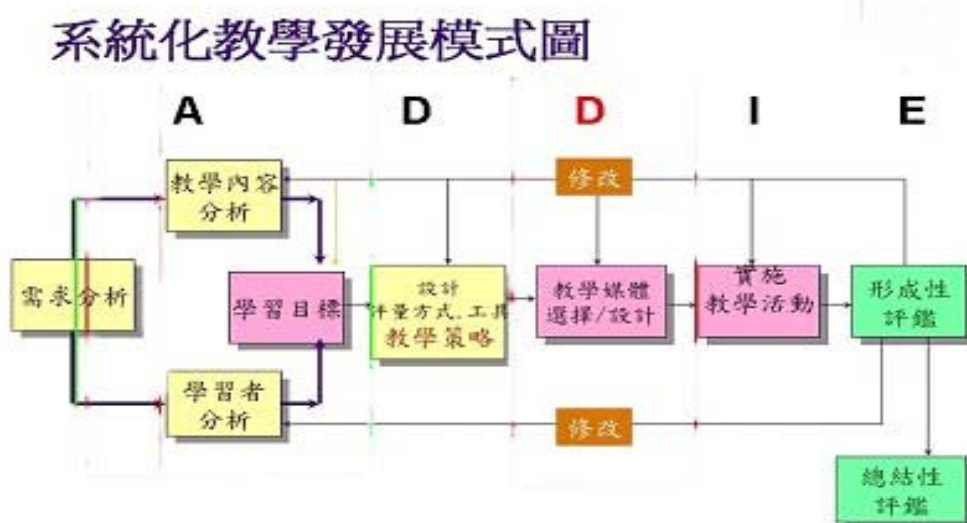 系統化教學發展模式圖
A D D I E
修改
教學內容
分析
需求分析
學習目標
設計
評量方式、工具
教學策略
教學媒體
選擇/設計
實施
教學活動
形成性
評鑑
學習者
分析
修改
總結性
評鑑